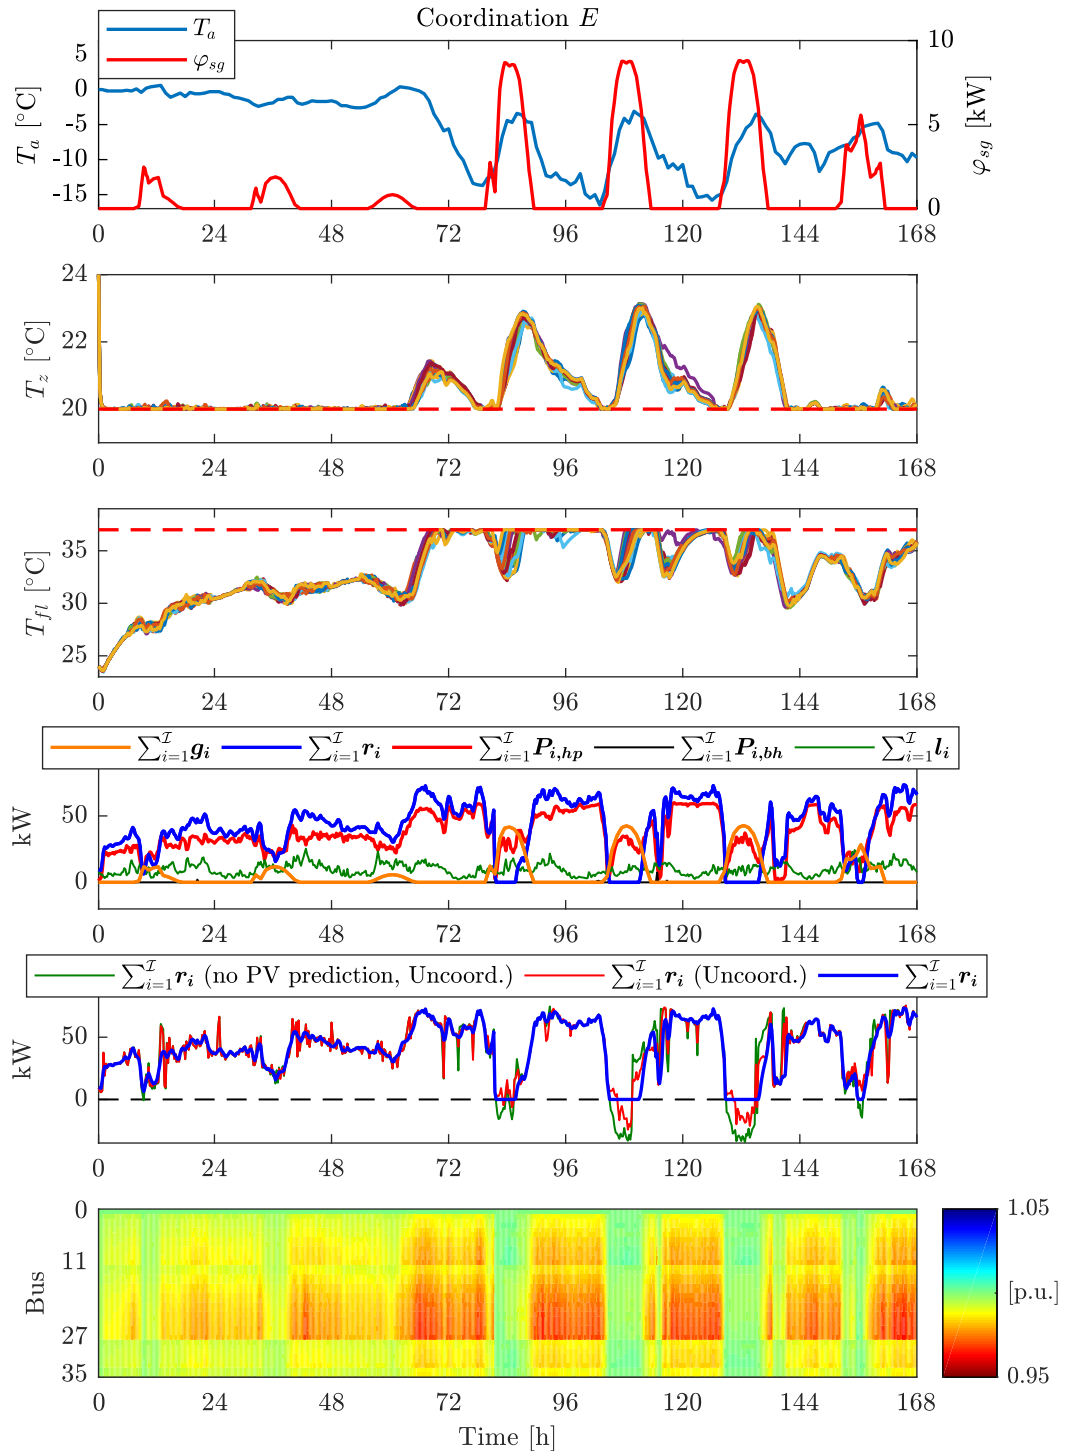 Coordination E
T_a
φ_sg
T_a [°C]
5
0
-5
-10
-15
10
5
0
φ_sg [kW]
0 24 48 72 96 120 144 168
T_z [°C]
24
22
20
0 24 48 72 96 120 144 168
T_fl [°C]
35
30
25
0 24 48 72 96 120 144 168
∑_{i=1}^{ℐ} g_i ∑_{i=1}^{ℐ} r_i ∑_{i=1}^{ℐ} P_{i,hp} ∑_{i=1}^{ℐ} P_{i,bh} ∑_{i=1}^{ℐ} l_i
kW
50
0
0 24 48 72 96 120 144 168
∑_{i=1}^{ℐ} r_i (no PV prediction, Uncoord.) ∑_{i=1}^{ℐ} r_i (Uncoord.) ∑_{i=1}^{ℐ} r_i
kW
50
0
0 24 48 72 96 120 144 168
Bus
0
11
27
35
1.05
[p.u.]
0.95
0 24 48 72 96 120 144 168
Time [h]